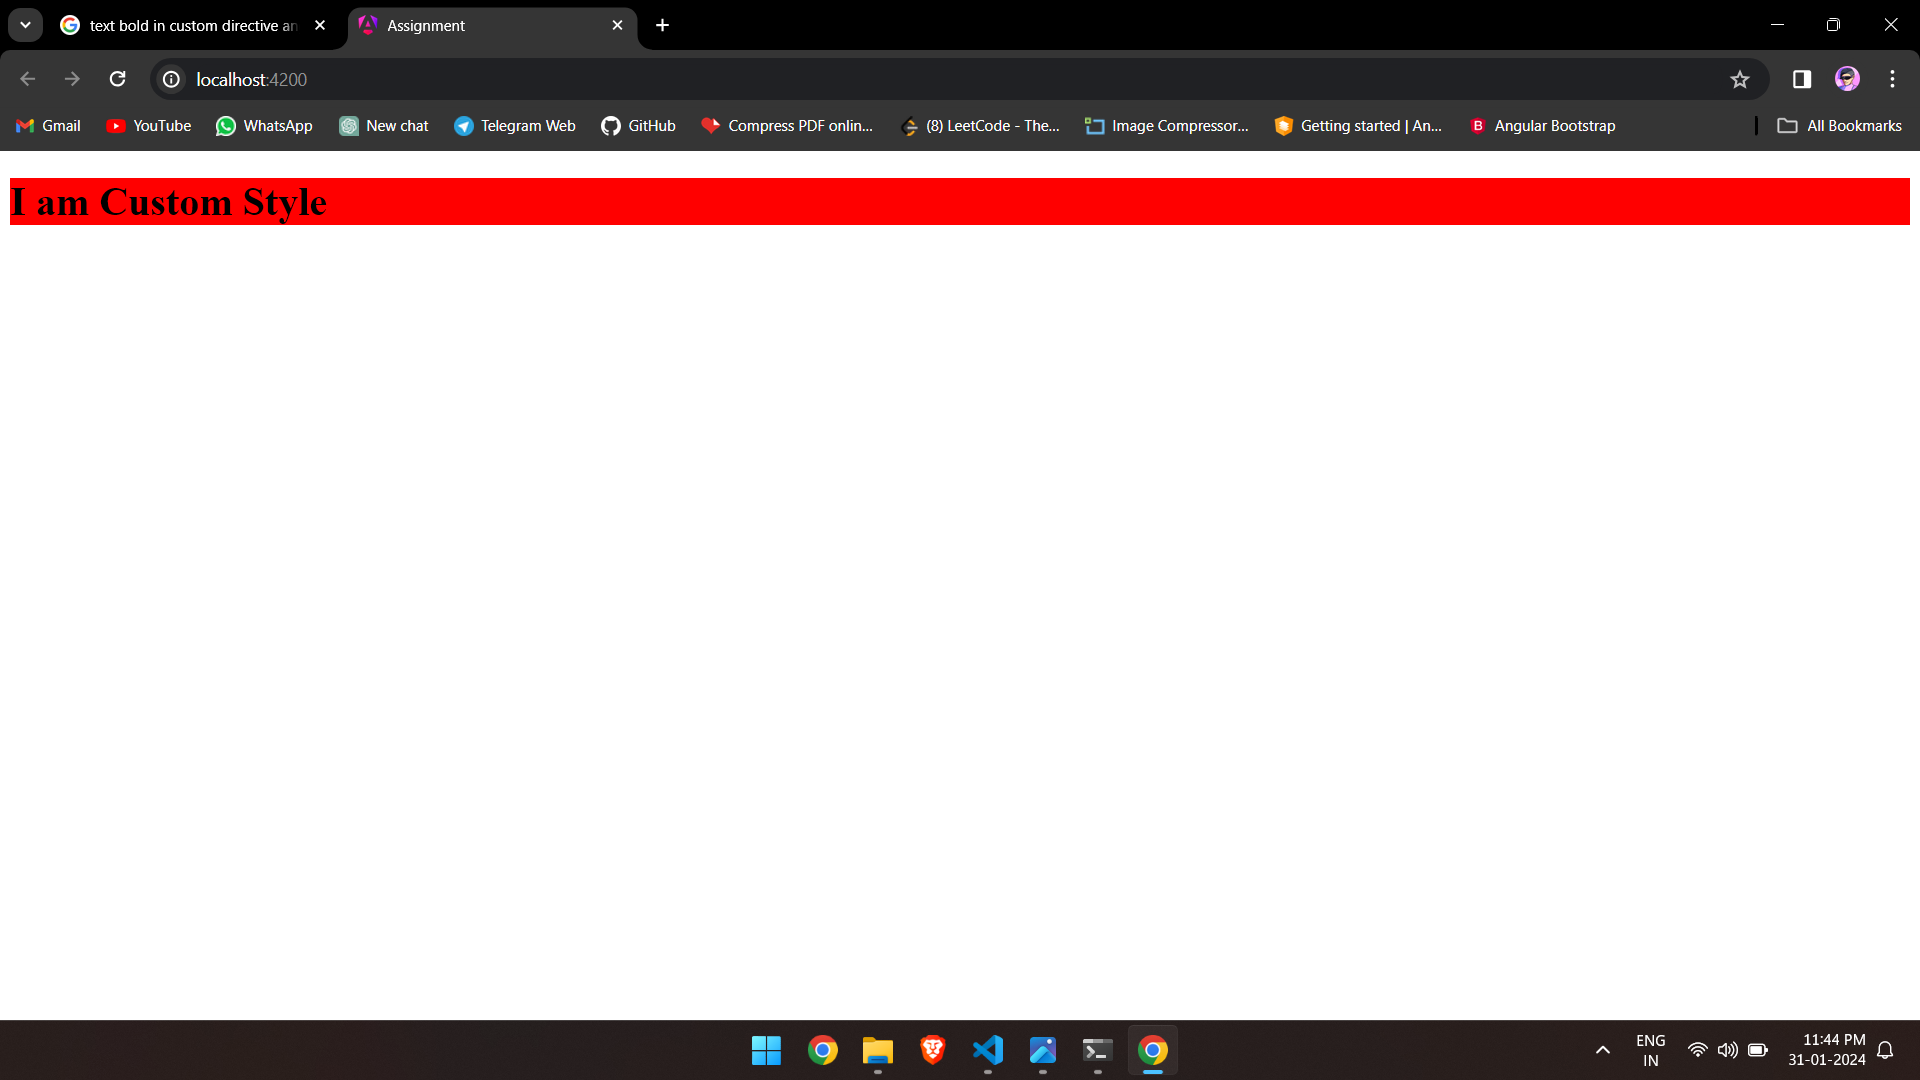 text bold in custom directive an
Assignment
localhost:4200
Gmail YouTube WhatsApp New chat Telegram Web GitHub Compress PDF onlin... (8) LeetCode - The... Image Compressor... Getting started | An... Angular Bootstrap All Bookmarks
I am Custom Style
ENG
IN
11:44 PM
31-01-2024